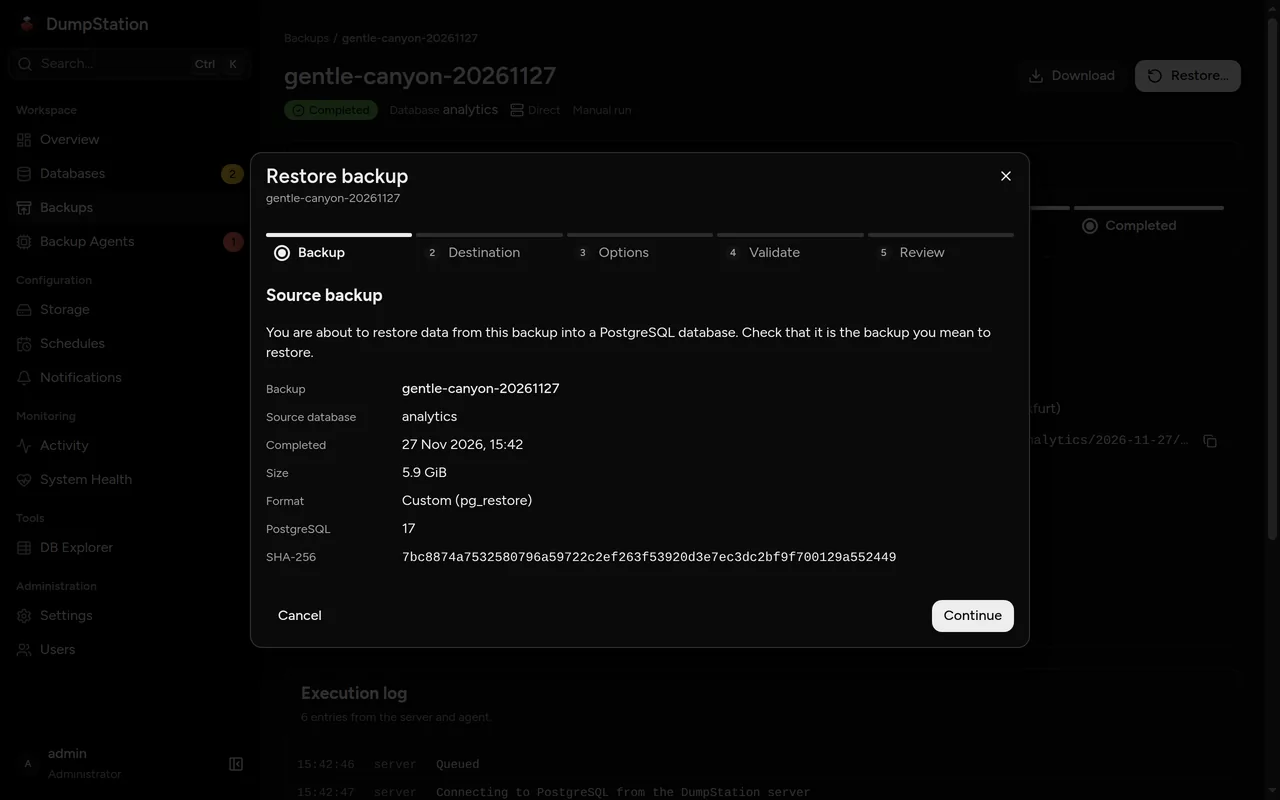 DumpStation
Search...
Ctrl K
Workspace
Overview
Databases 2
Backups
Backup Agents 1
Configuration
Storage
Schedules
Notifications
Monitoring
Activity
System Health
Tools
DB Explorer
Administration
Settings
Users
A
admin
Administrator
Backups / gentle-canyon-20261127
gentle-canyon-20261127
Download
Restore...
Completed
Database analytics
Direct
Manual run
Completed
Restore backup
gentle-canyon-20261127
Backup
2 Destination
3 Options
4 Validate
5 Review
Source backup
You are about to restore data from this backup into a PostgreSQL database. Check that it is the backup you mean to
restore.
Backup gentle-canyon-20261127
Source database analytics
Completed 27 Nov 2026, 15:42
Size 5.9 GiB
Format Custom (pg_restore)
PostgreSQL 17
SHA-256 7bc8874a7532580796a59722c2ef263f53920d3e7ec3dc2bf9f700129a552449
Cancel
Continue
furt)
nalytics/2026-11-27/…
Execution log
6 entries from the server and agent.
15:42:46 server Queued
15:42:47 server Connecting to PostgreSQL from the DumpStation server